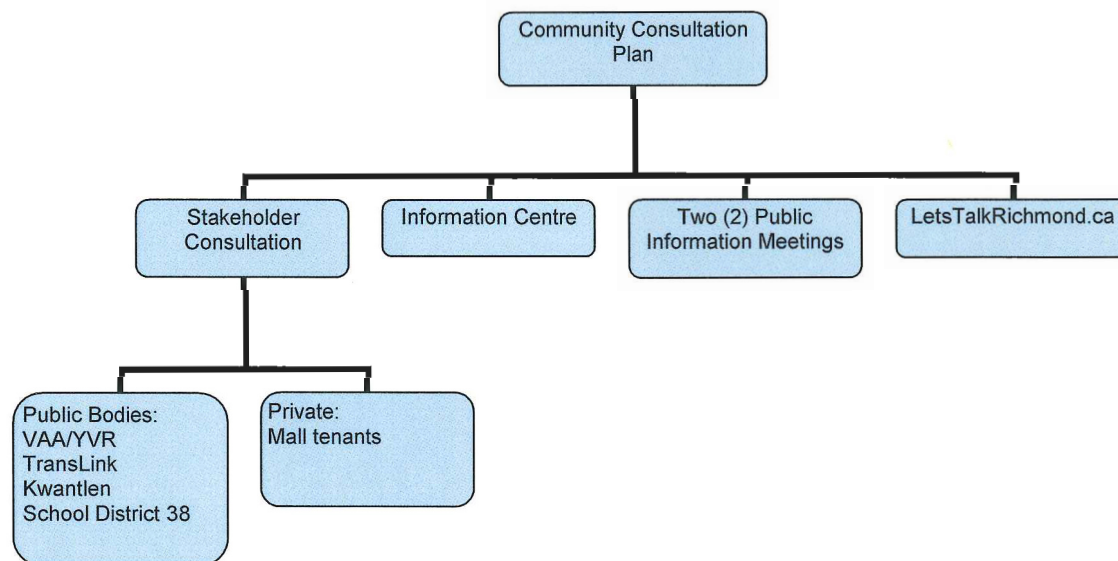 Community Consultation
Plan
Stakeholder
Consultation
Information Centre
Two (2) Public
Information Meetings
LetsTalkRichmond.ca
Public Bodies:
VAA/YVR
TransLink
Kwantlen
School District 38
Private:
Mall tenants